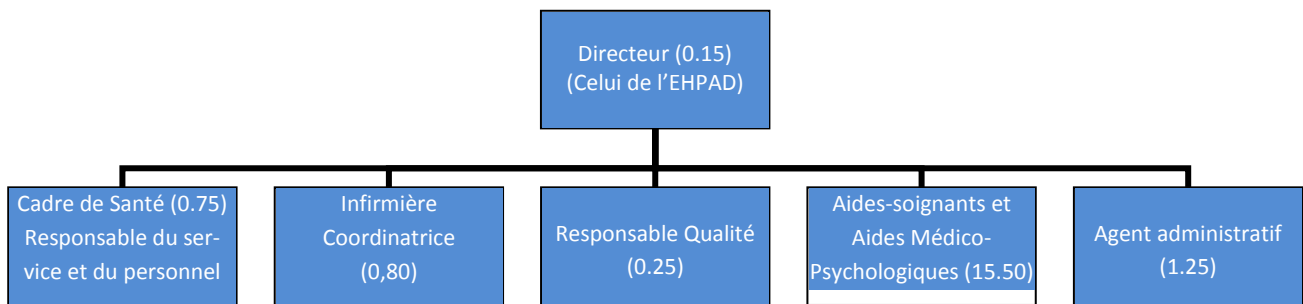 Directeur (0.15)
(Celui de l’EHPAD)
Cadre de Santé (0.75)
Responsable du ser-
vice et du personnel
Infirmière
Coordinatrice
(0,80)
Responsable Qualité
(0.25)
Aides-soignants et
Aides Médico-
Psychologiques (15.50)
Agent administratif
(1.25)